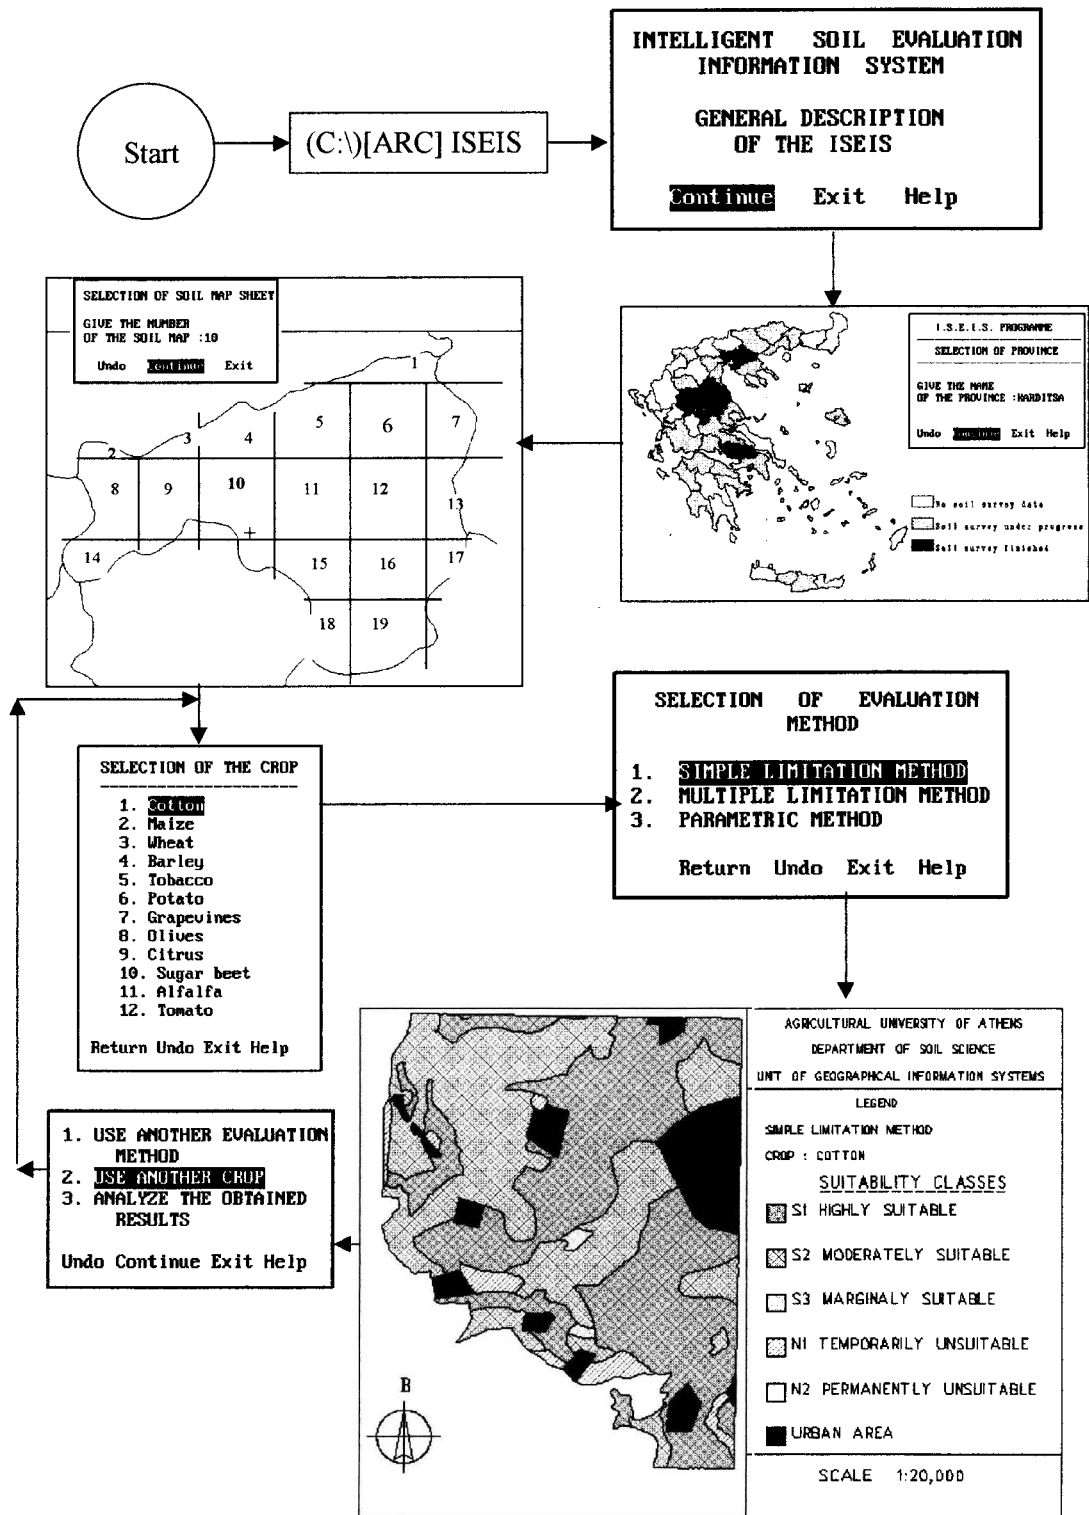 Start
(C:\)[ARC] ISEIS
INTELLIGENT SOIL EVALUATION
INFORMATION SYSTEM
GENERAL DESCRIPTION
OF THE ISEIS
Continue Exit Help
I.S.E.I.S. PROGRAMME
SELECTION OF PROVINCE
GIVE THE NAME
OF THE PROVINCE :KARDITSA
Undo Continue Exit Help
No soil survey data
Soil survey under progress
Soil survey finished
SELECTION OF SOIL MAP SHEET
GIVE THE NUMBER
OF THE SOIL MAP :10
Undo Continue Exit
1
2
3
4
5
6
7
8
9
10
11
12
13
14
15
16
17
18
19
SELECTION OF THE CROP
1. Cotton
2. Maize
3. Wheat
4. Barley
5. Tobacco
6. Potato
7. Grapevines
8. Olives
9. Citrus
10. Sugar beet
11. Alfalfa
12. Tomato
Return Undo Exit Help
SELECTION OF EVALUATION
METHOD
1. SIMPLE LIMITATION METHOD
2. MULTIPLE LIMITATION METHOD
3. PARAMETRIC METHOD
Return Undo Exit Help
AGRICULTURAL UNIVERSITY OF ATHENS
DEPARTMENT OF SOIL SCIENCE
UNIT OF GEOGRAPHICAL INFORMATION SYSTEMS
LEGEND
SIMPLE LIMITATION METHOD
CROP : COTTON
SUITABILITY CLASSES
S1 HIGHLY SUITABLE
S2 MODERATELY SUITABLE
S3 MARGINALY SUITABLE
N1 TEMPORARILY UNSUITABLE
N2 PERMANENTLY UNSUITABLE
URBAN AREA
SCALE 1:20,000
B
1. USE ANOTHER EVALUATION
METHOD
2. USE ANOTHER CROP
3. ANALYZE THE OBTAINED
RESULTS
Undo Continue Exit Help